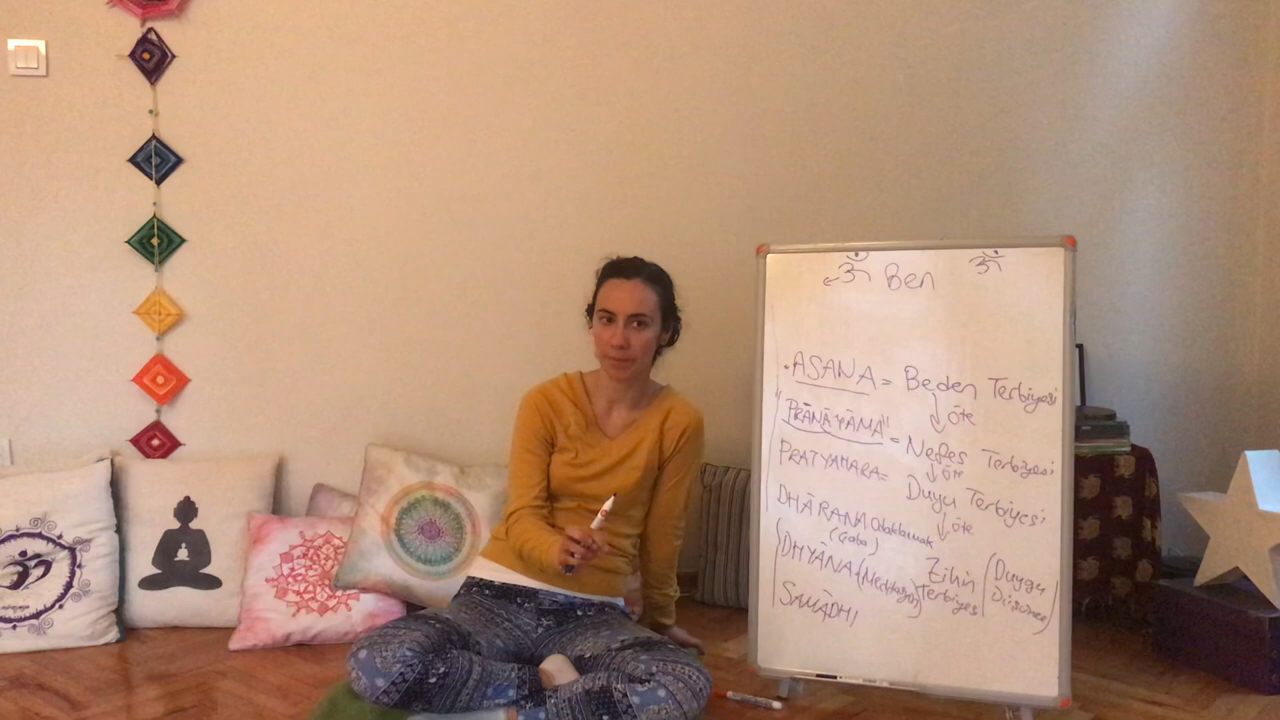 ॐ Ben ॐ
ASANA = Beden Terbiyesi
Öte
"PRĀNĀYĀMA" = Nefes Terbiyesi
Öte
PRATYAHARA = Duyu Terbiyesi
Öte
DHĀRANA Odaklanmak
(Çaba)
DHYĀNA (Meditasyon) Zihin Terbiyesi (Duygu Düşünce)
SAMĀDHI